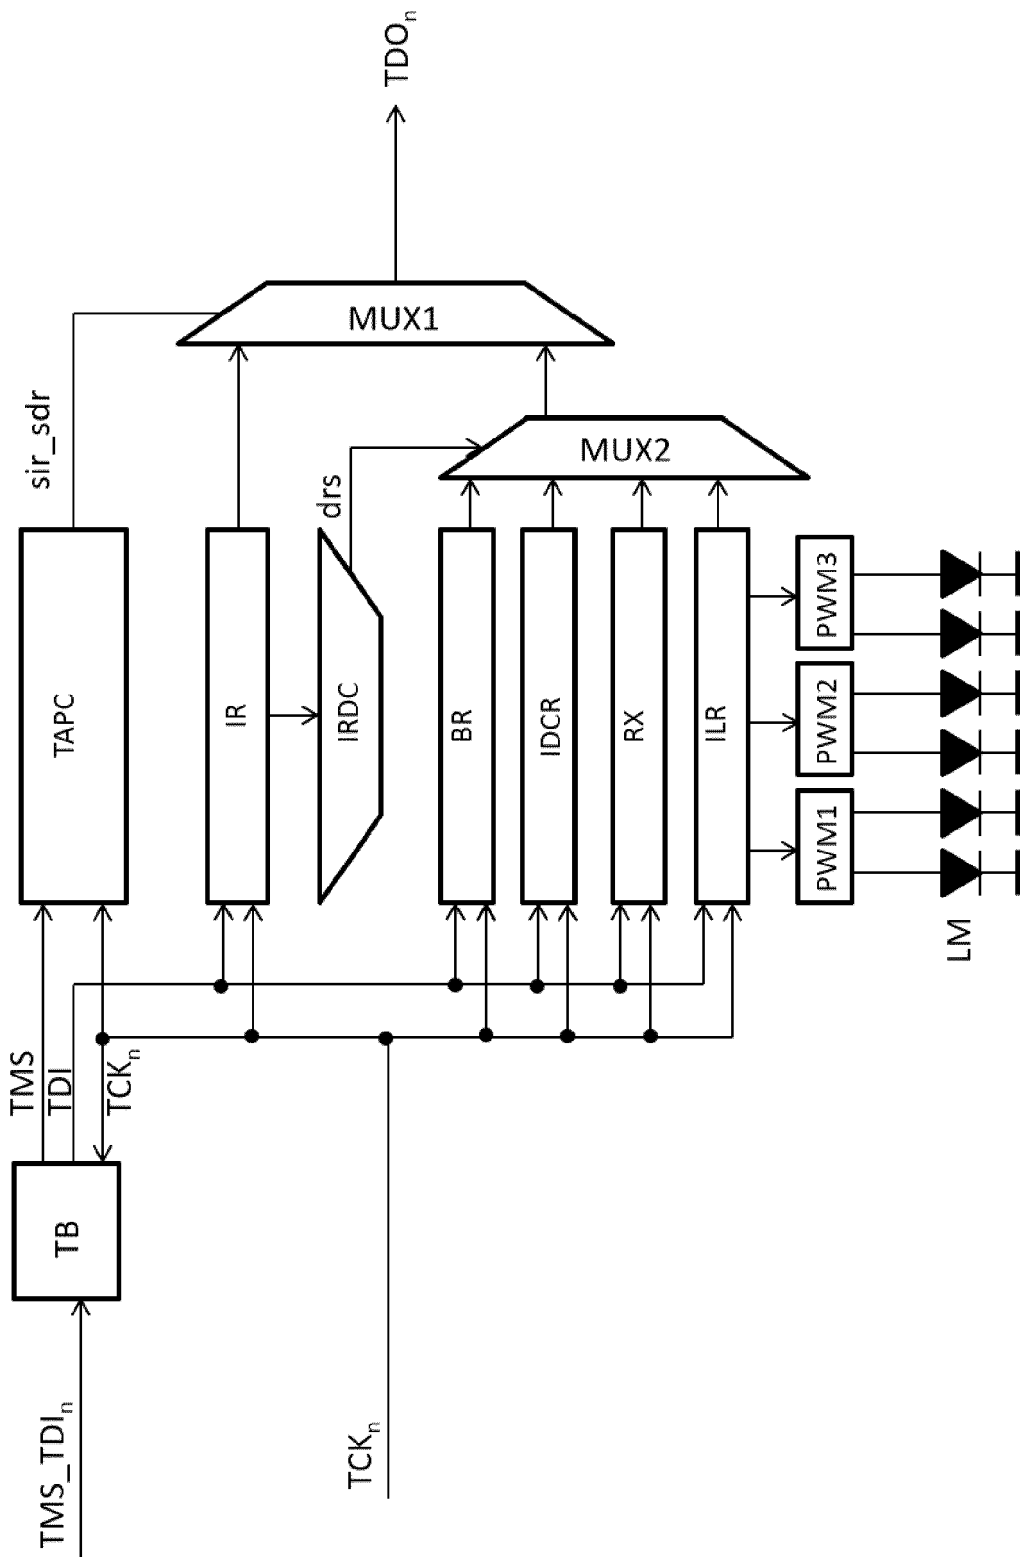 TDOₙ
MUX1
sir_sdr
MUX2
drs
TAPC
IR
IRDC
BR
IDCR
RX
ILR
PWM3
PWM2
PWM1
LM
TMS
TDI
TCKₙ
TB
TMS_TDIₙ
TCKₙ